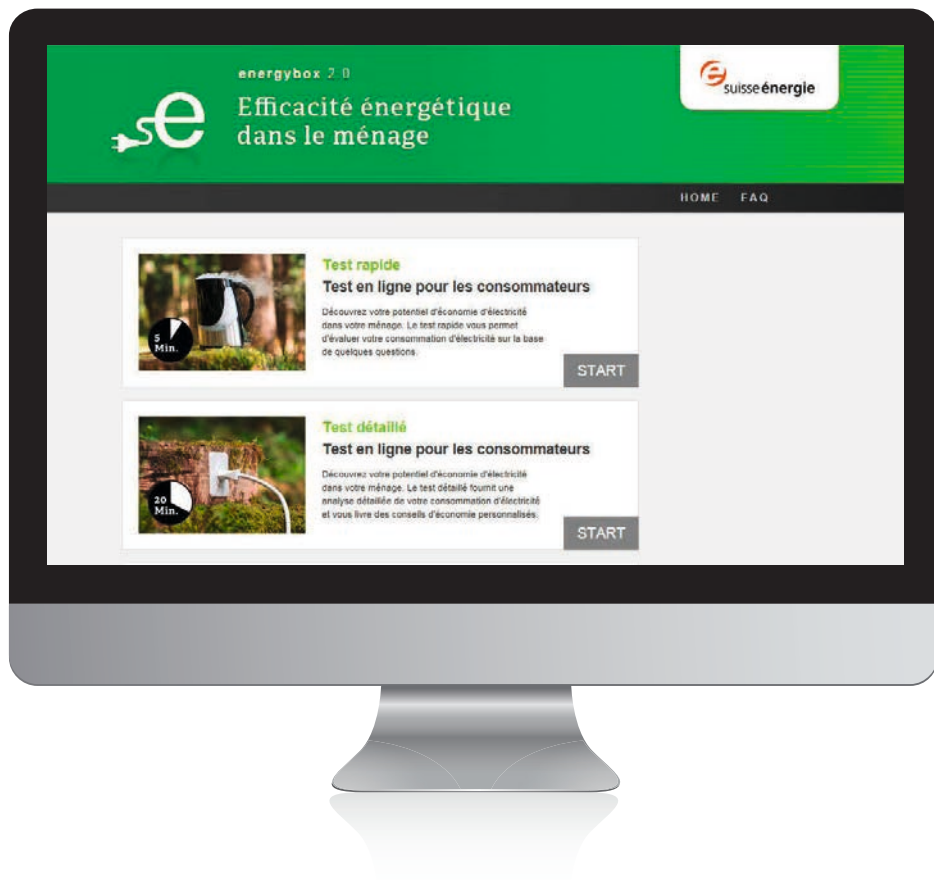 energybox 2.0
Efficacité énergétique
dans le ménage
suisse énergie
HOME FAQ
5
Min.
Test rapide
Test en ligne pour les consommateurs
Découvrez votre potentiel d'économie d'électricité
dans votre ménage. Le test rapide vous permet
d'évaluer votre consommation d'électricité sur la base
de quelques questions.
START
20
Min.
Test détaillé
Test en ligne pour les consommateurs
Découvrez votre potentiel d'économie d'électricité
dans votre ménage. Le test détaillé fournit une
analyse détaillée de votre consommation d'électricité
et vous livre des conseils d'économie personnalisés.
START